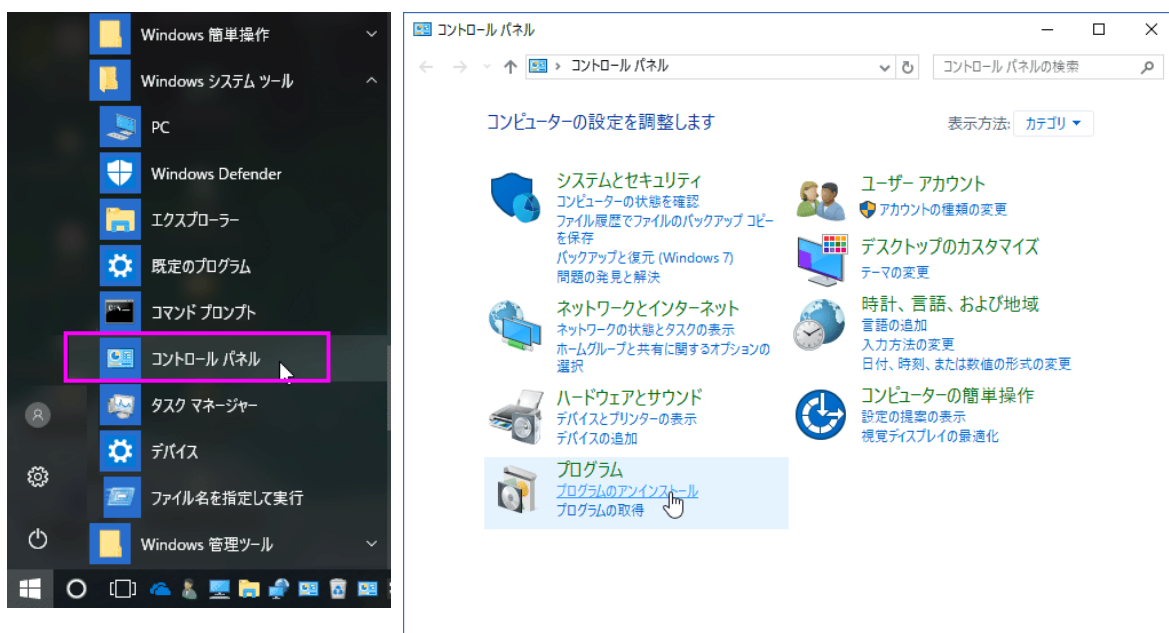 Windows 簡単操作
Windows システム ツール
PC
Windows Defender
エクスプローラー
既定のプログラム
コマンド プロンプト
コントロール パネル
タスク マネージャー
デバイス
ファイル名を指定して実行
Windows 管理ツール
コントロール パネル
コントロール パネル
コントロール パネルの検索
コンピューターの設定を調整します
表示方法: カテゴリ
システムとセキュリティ
コンピューターの状態を確認
ファイル履歴でファイルのバックアップ コピー
を保存
バックアップと復元 (Windows 7)
問題の発見と解決
ネットワークとインターネット
ネットワークの状態とタスクの表示
ホームグループと共有に関するオプションの
選択
ハードウェアとサウンド
デバイスとプリンターの表示
デバイスの追加
プログラム
プログラムのアンインストール
プログラムの取得
ユーザー アカウント
アカウントの種類の変更
デスクトップのカスタマイズ
テーマの変更
時計、言語、および地域
言語の追加
入力方法の変更
日付、時刻、または数値の形式の変更
コンピューターの簡単操作
設定の提案の表示
視覚ディスプレイの最適化